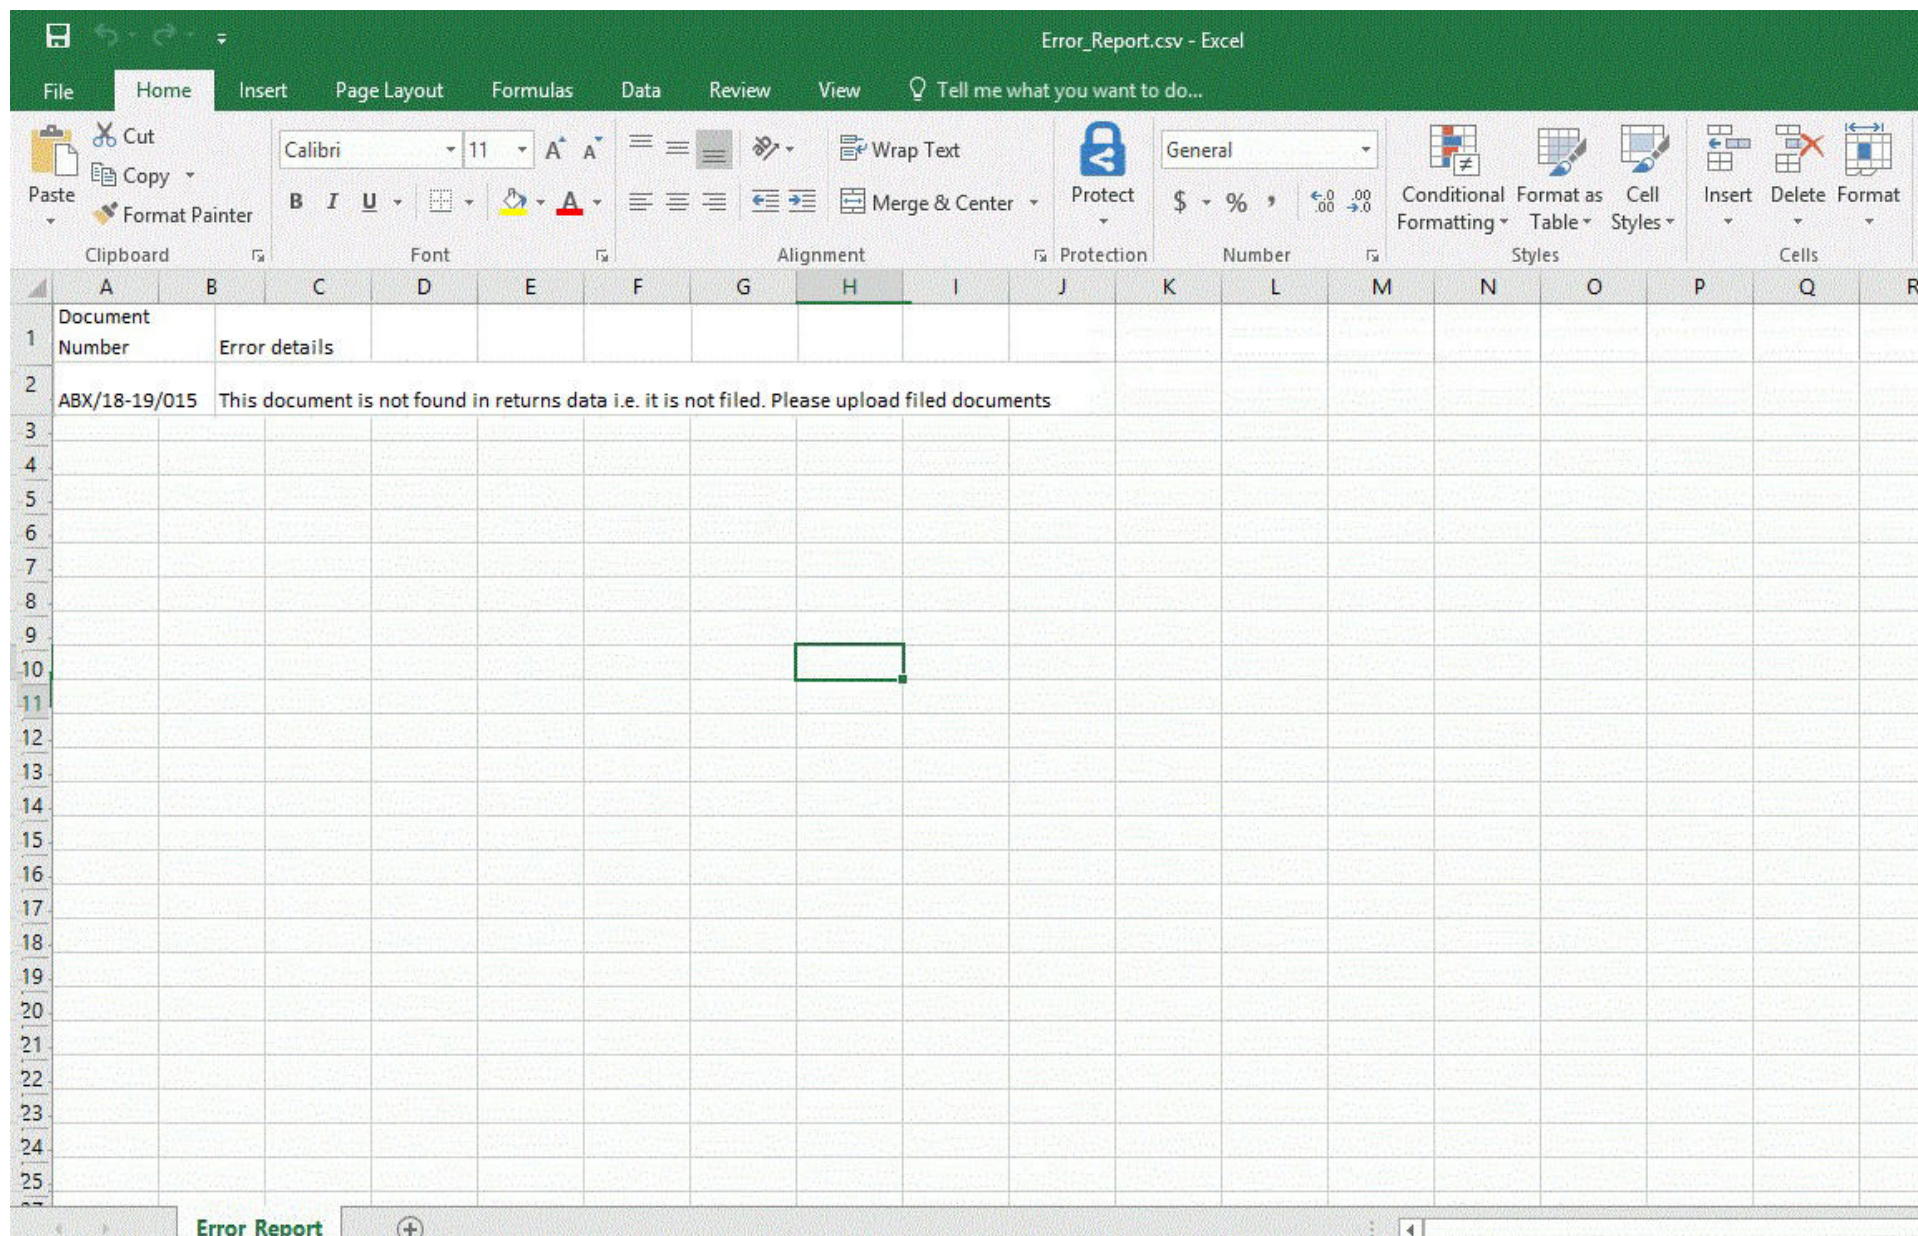 Error_Report.csv - Excel
File Home Insert Page Layout Formulas Data Review View Tell me what you want to do...
Cut
Copy
Format Painter
Paste
Clipboard
Calibri 11 A A
B I U A
Font
Wrap Text
Merge & Center
Alignment
Protect
Protection
General
$ % , .0 .00 .00 .0
Number
Conditional Formatting
Format as Table
Cell Styles
Styles
Insert Delete Format
Cells
A B C D E F G H I J K L M N O P Q R
1 Document
Number Error details
2 ABX/18-19/015 This document is not found in returns data i.e. it is not filed. Please upload filed documents
3
4
5
6
7
8
9
10
11
12
13
14
15
16
17
18
19
20
21
22
23
24
25
Error Report